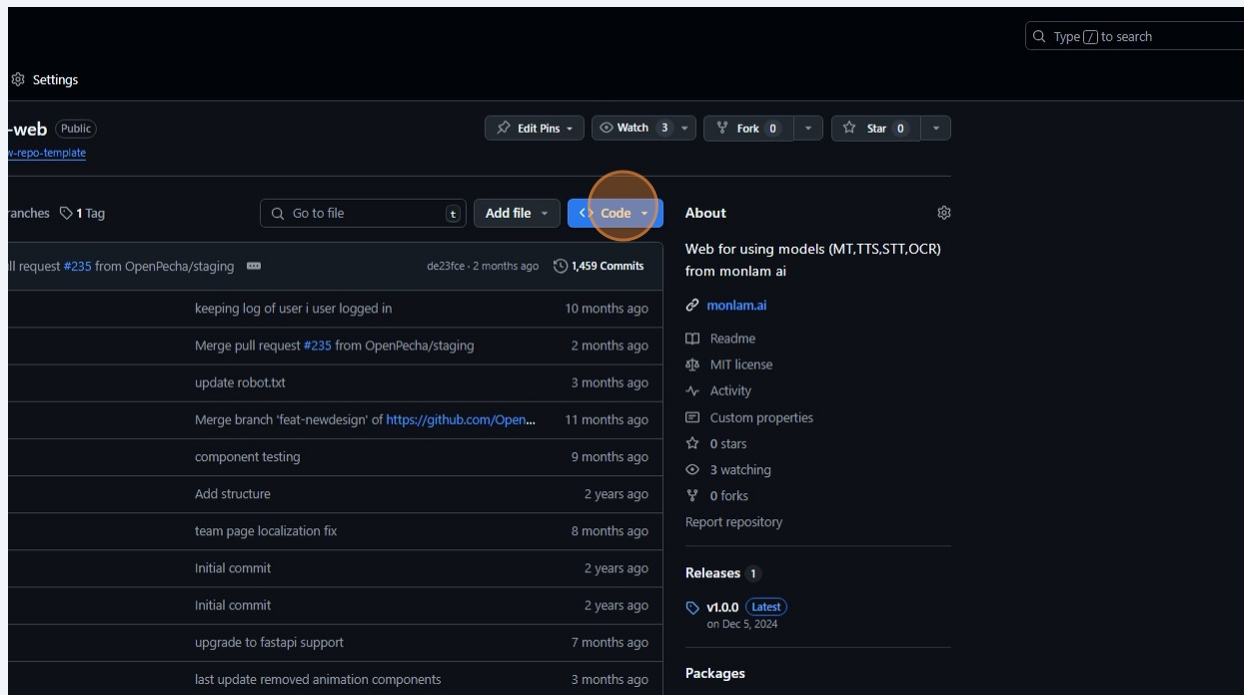 Type / to search
Settings
-web Public
Edit Pins
Watch 3
Fork 0
Star 0
w-repo-template
ranches 1 Tag
Go to file t
Add file
Code
ll request #235 from OpenPecha/staging
de23fce · 2 months ago
1,459 Commits
keeping log of user i user logged in 10 months ago
Merge pull request #235 from OpenPecha/staging 2 months ago
update robot.txt 3 months ago
Merge branch 'feat-newdesign' of https://github.com/Open... 11 months ago
component testing 9 months ago
Add structure 2 years ago
team page localization fix 8 months ago
Initial commit 2 years ago
Initial commit 2 years ago
upgrade to fastapi support 7 months ago
last update removed animation components 3 months ago
About
Web for using models (MT,TTS,STT,OCR)
from monlam ai
monlam.ai
Readme
MIT license
Activity
Custom properties
0 stars
3 watching
0 forks
Report repository
Releases 1
v1.0.0 Latest
on Dec 5, 2024
Packages